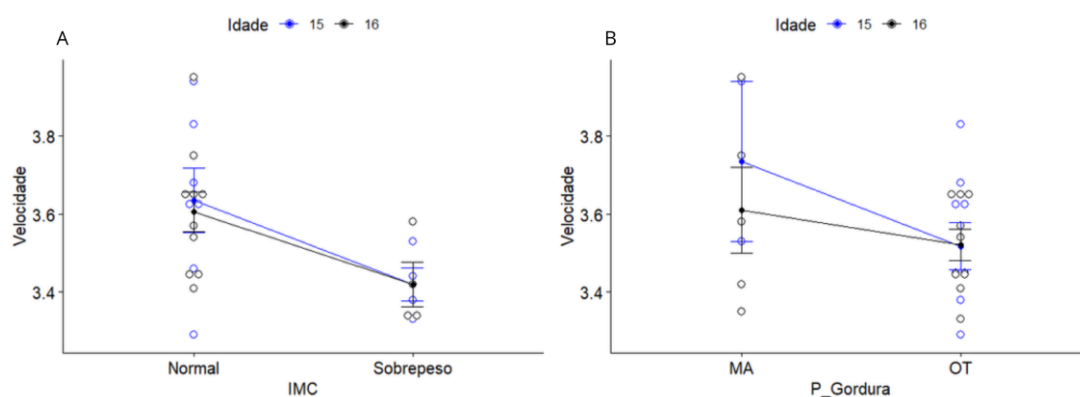 A
Idade 15 16
Velocidade
3.8
3.6
3.4
Normal Sobrepeso
IMC
B
Idade 15 16
Velocidade
3.8
3.6
3.4
MA OT
P_Gordura